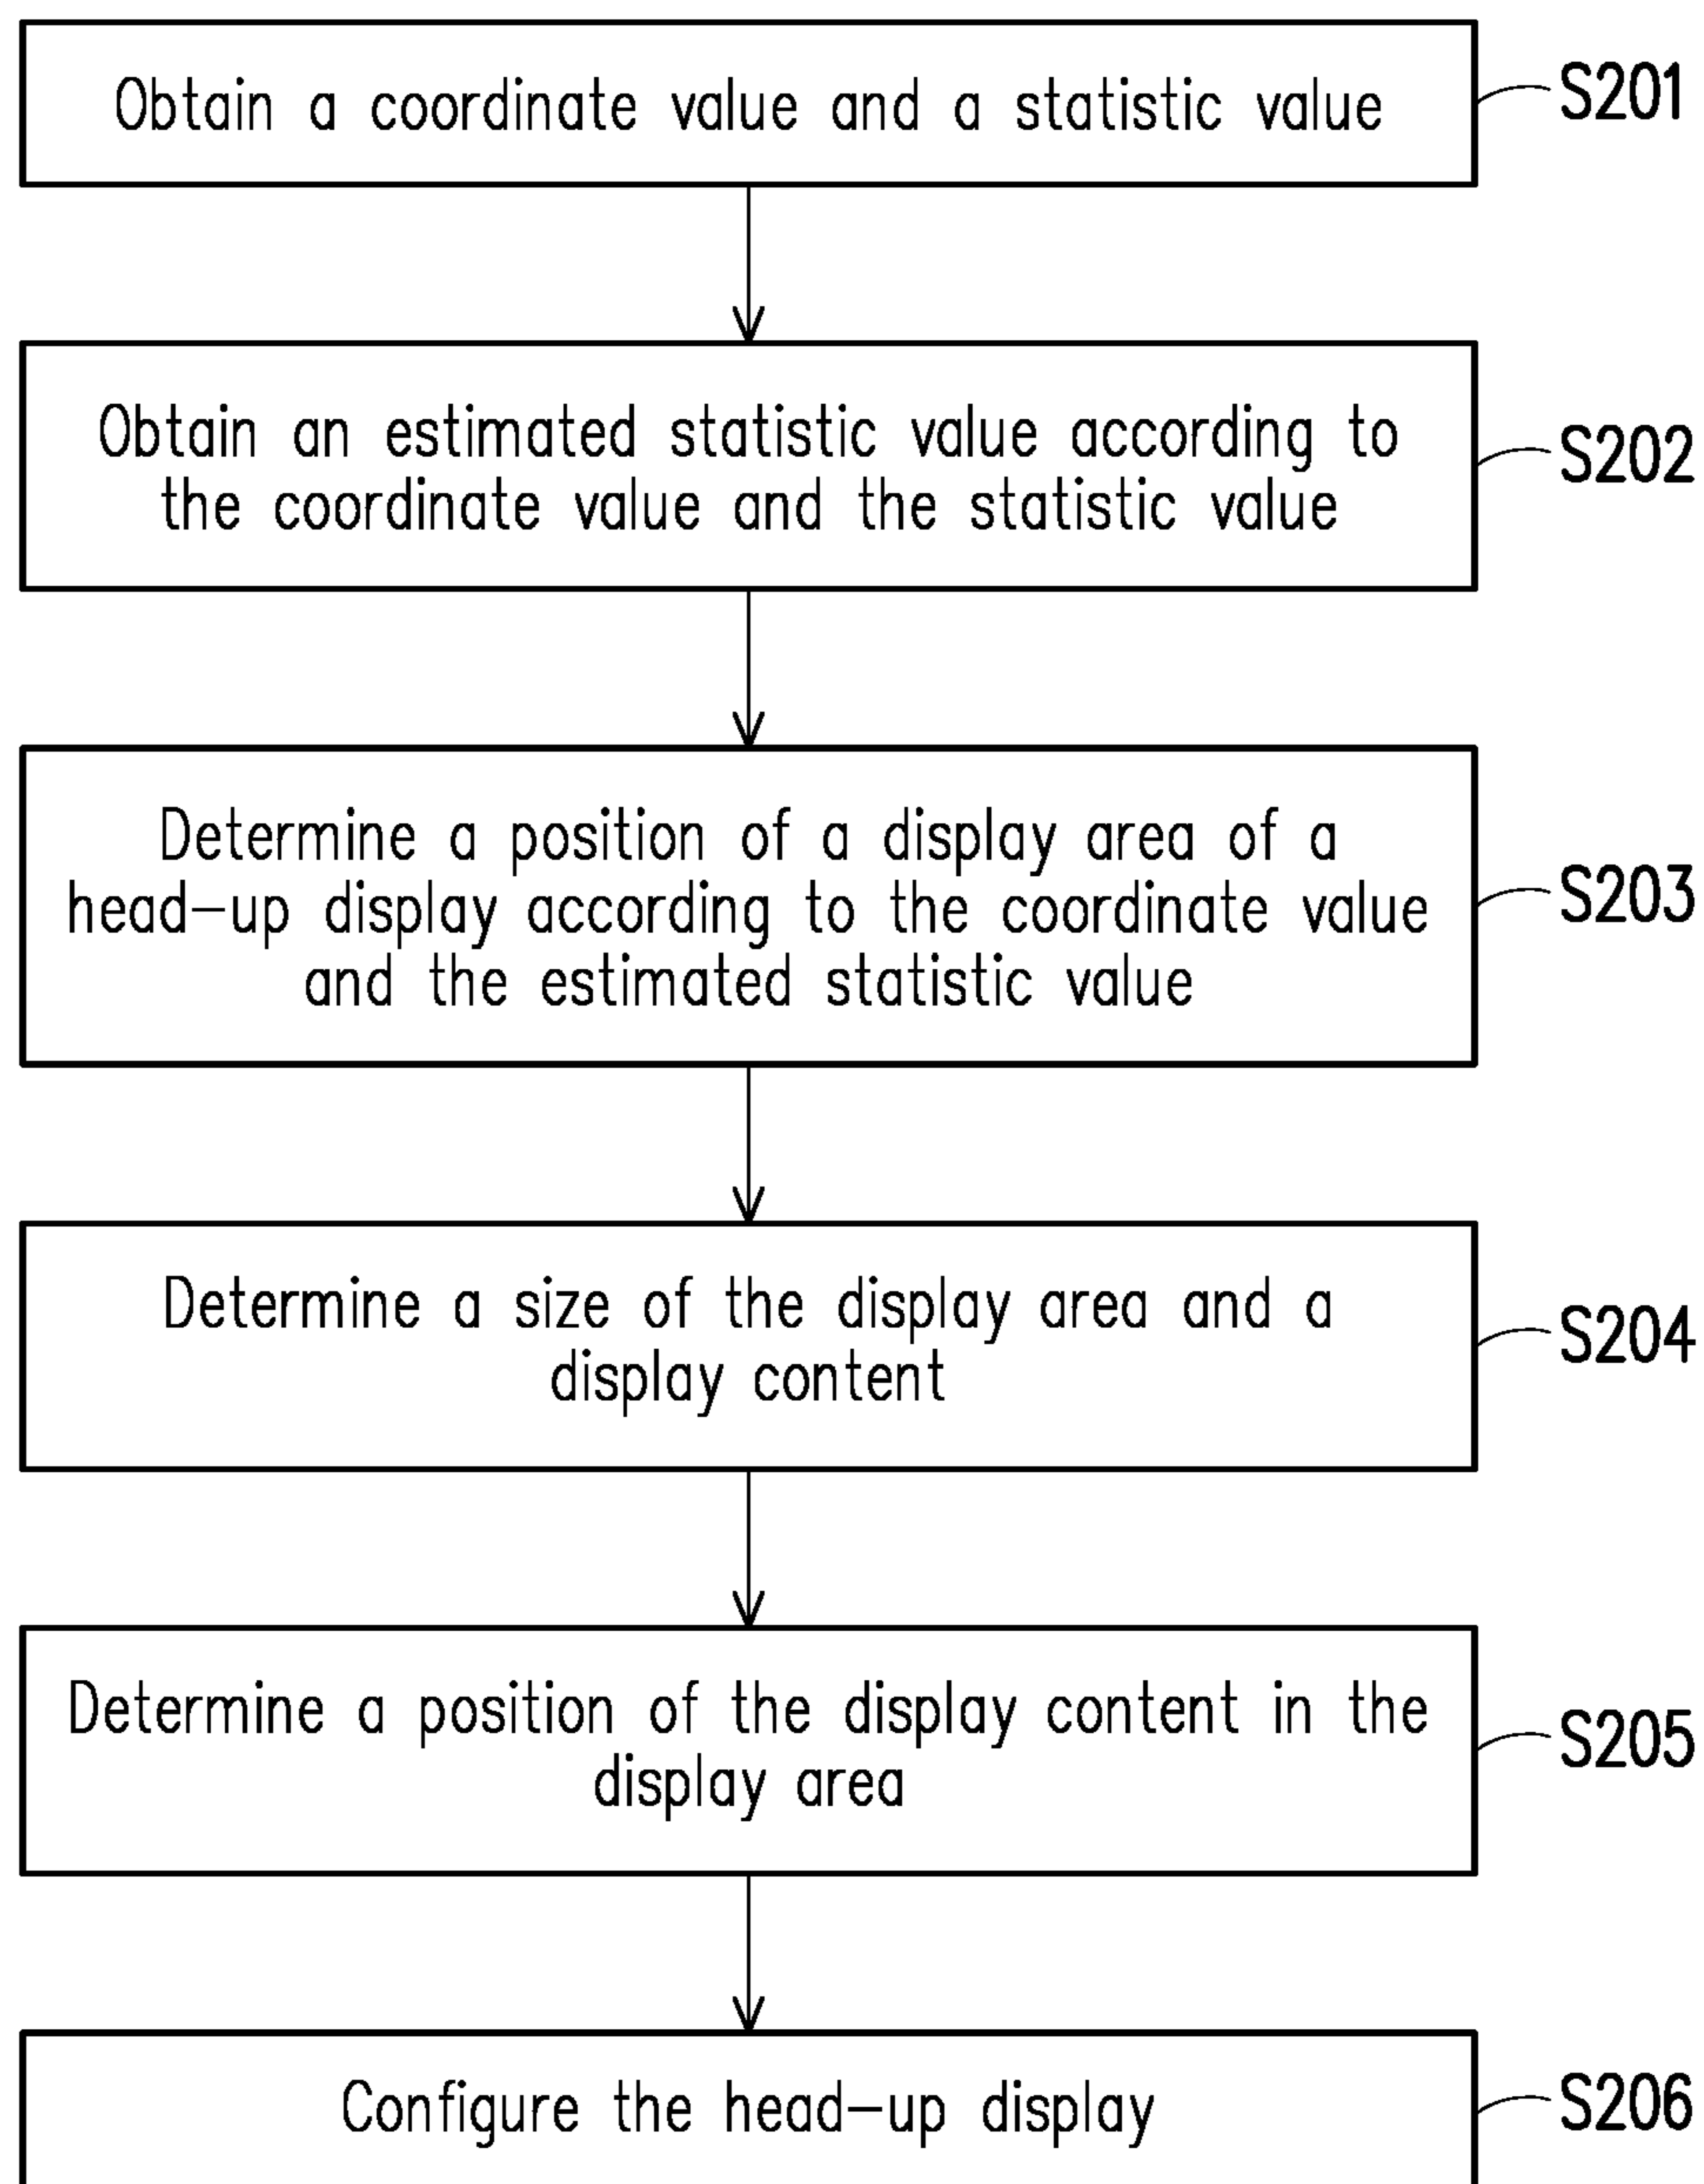 Obtain a coordinate value and a statistic value
S201
Obtain an estimated statistic value according to
the coordinate value and the statistic value
S202
Determine a position of a display area of a
head-up display according to the coordinate value
and the estimated statistic value
S203
Determine a size of the display area and a
display content
S204
Determine a position of the display content in the
display area
S205
Configure the head-up display
S206